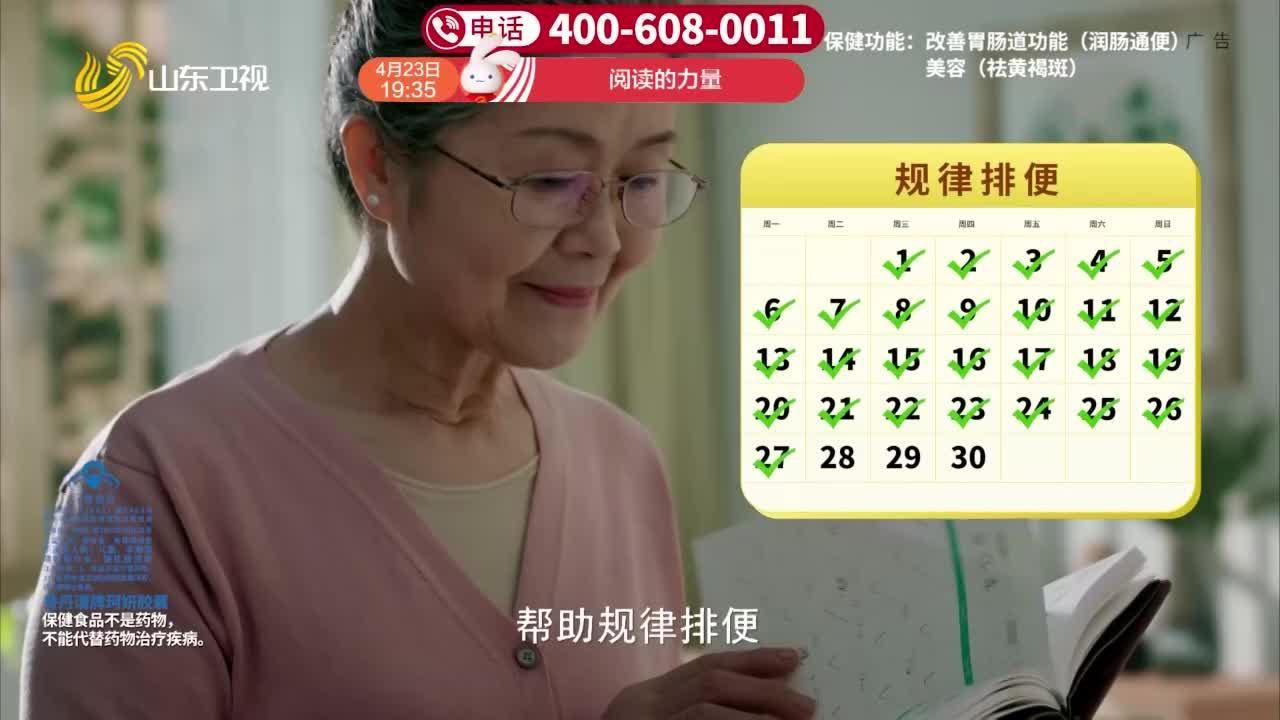 申话 400-608-0011
保健功能：改善胃肠道功能（润肠通便）广告
美容（祛黄褐斑）
山东卫视
4月23日
19:35
阅读的力量
规律排便
周一 周二 周三 周四 周五 周六 周日
1 2 3 4 5
6 7 8 9 10 11 12
13 14 15 16 17 18 19
20 21 22 23 24 25 26
27 28 29 30
牌珂妍胶囊
保健食品不是药物，
不能代替药物治疗疾病。
帮助规律排便